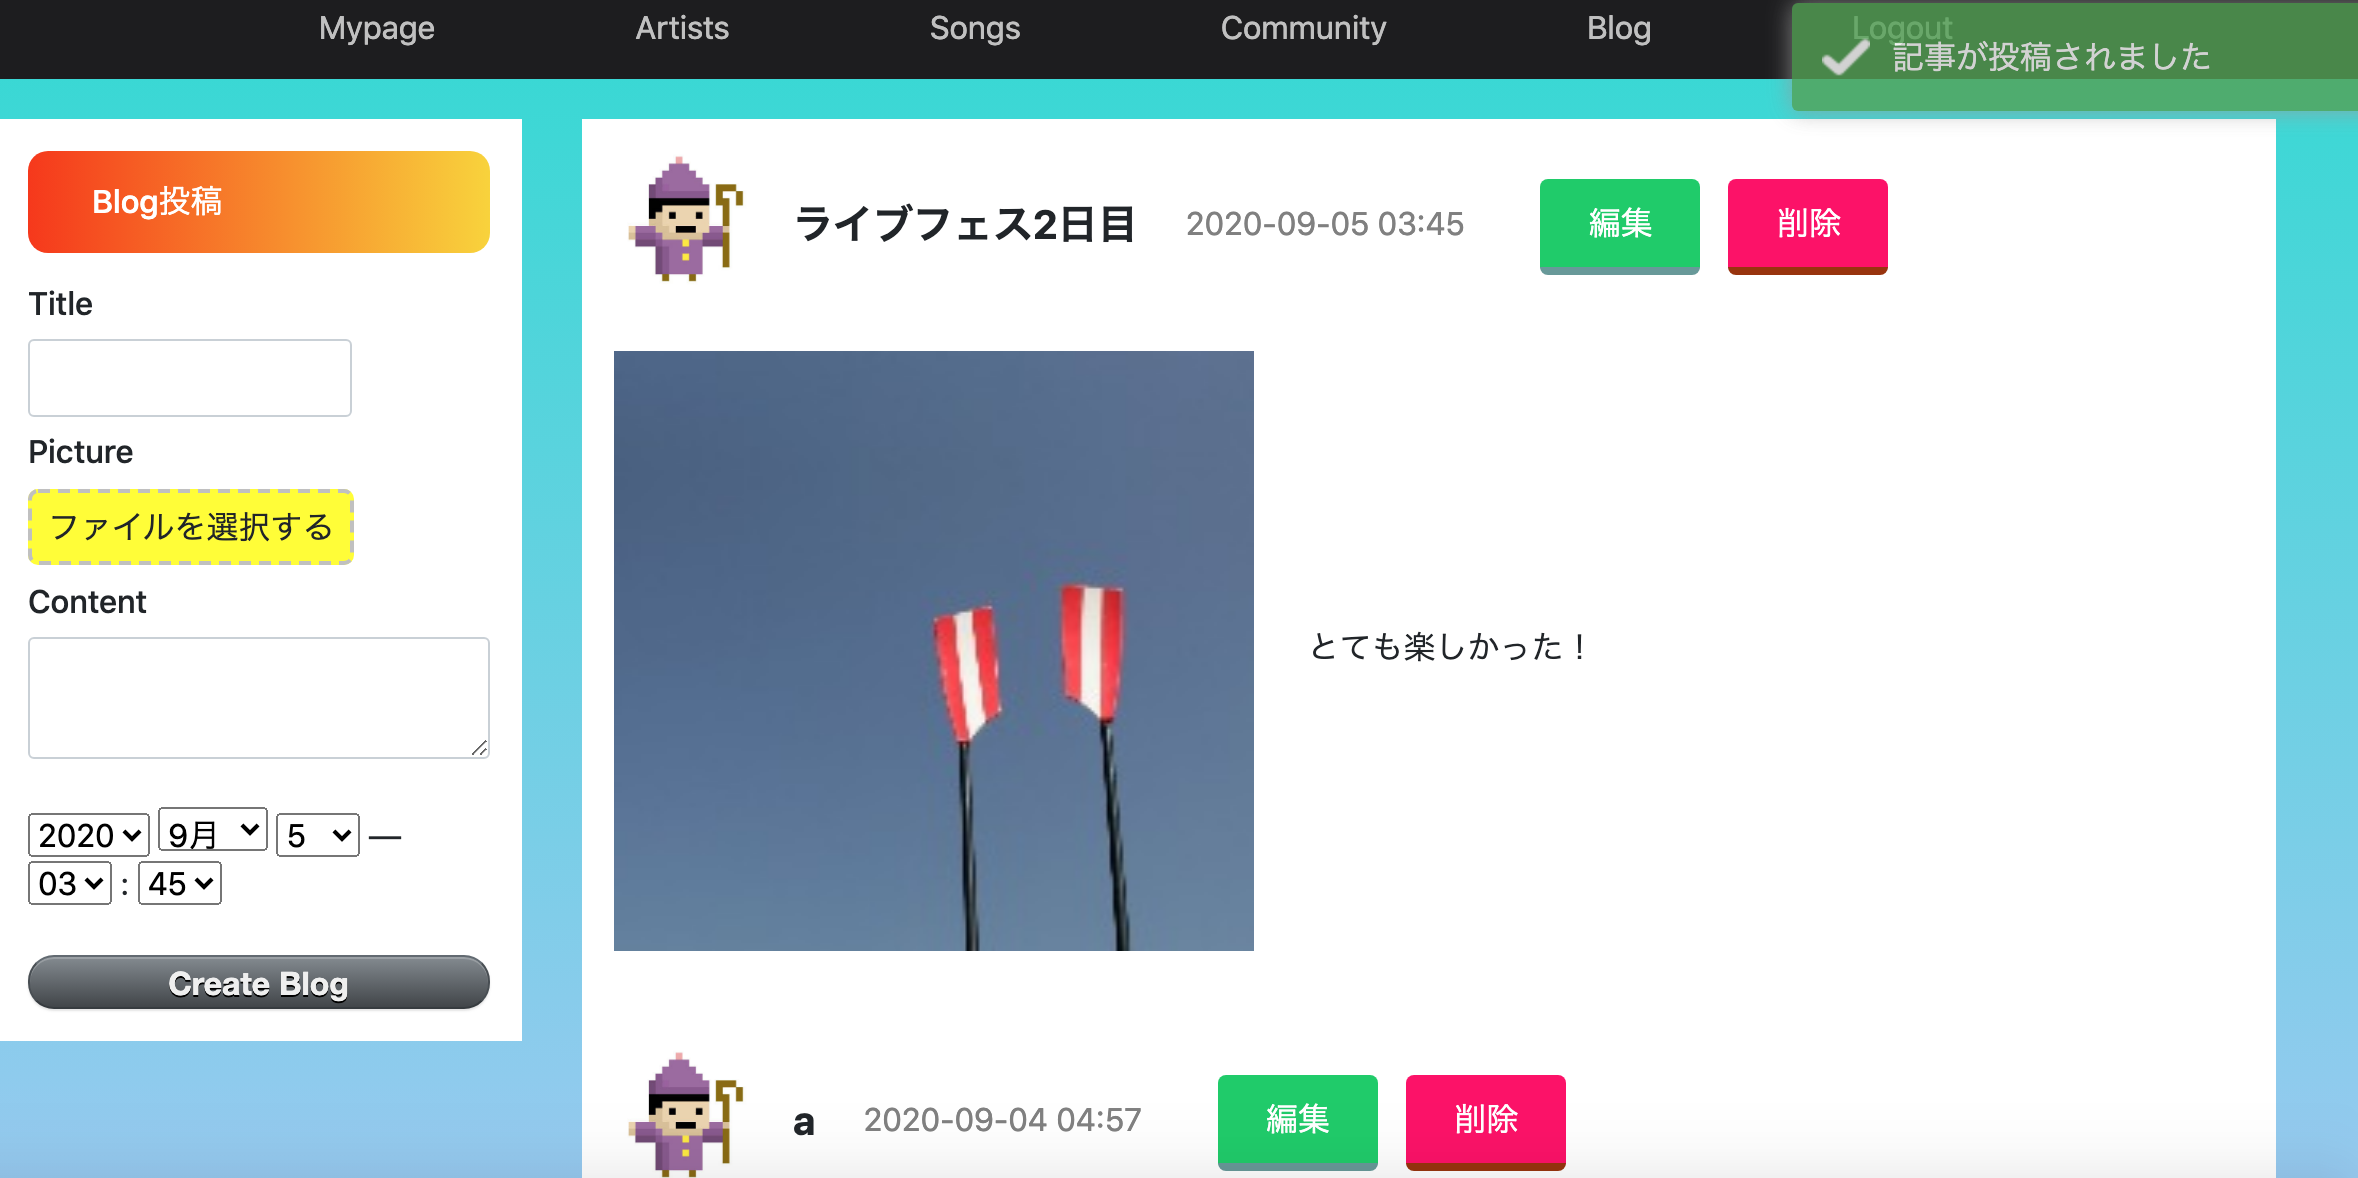 Mypage Artists Songs Community Blog Logout
記事が投稿されました
Blog投稿
Title
Picture
ファイルを選択する
Content
2020 9月 5 —
03 : 45
Create Blog
ライブフェス2日目 2020-09-05 03:45 編集 削除
とても楽しかった！
a 2020-09-04 04:57 編集 削除